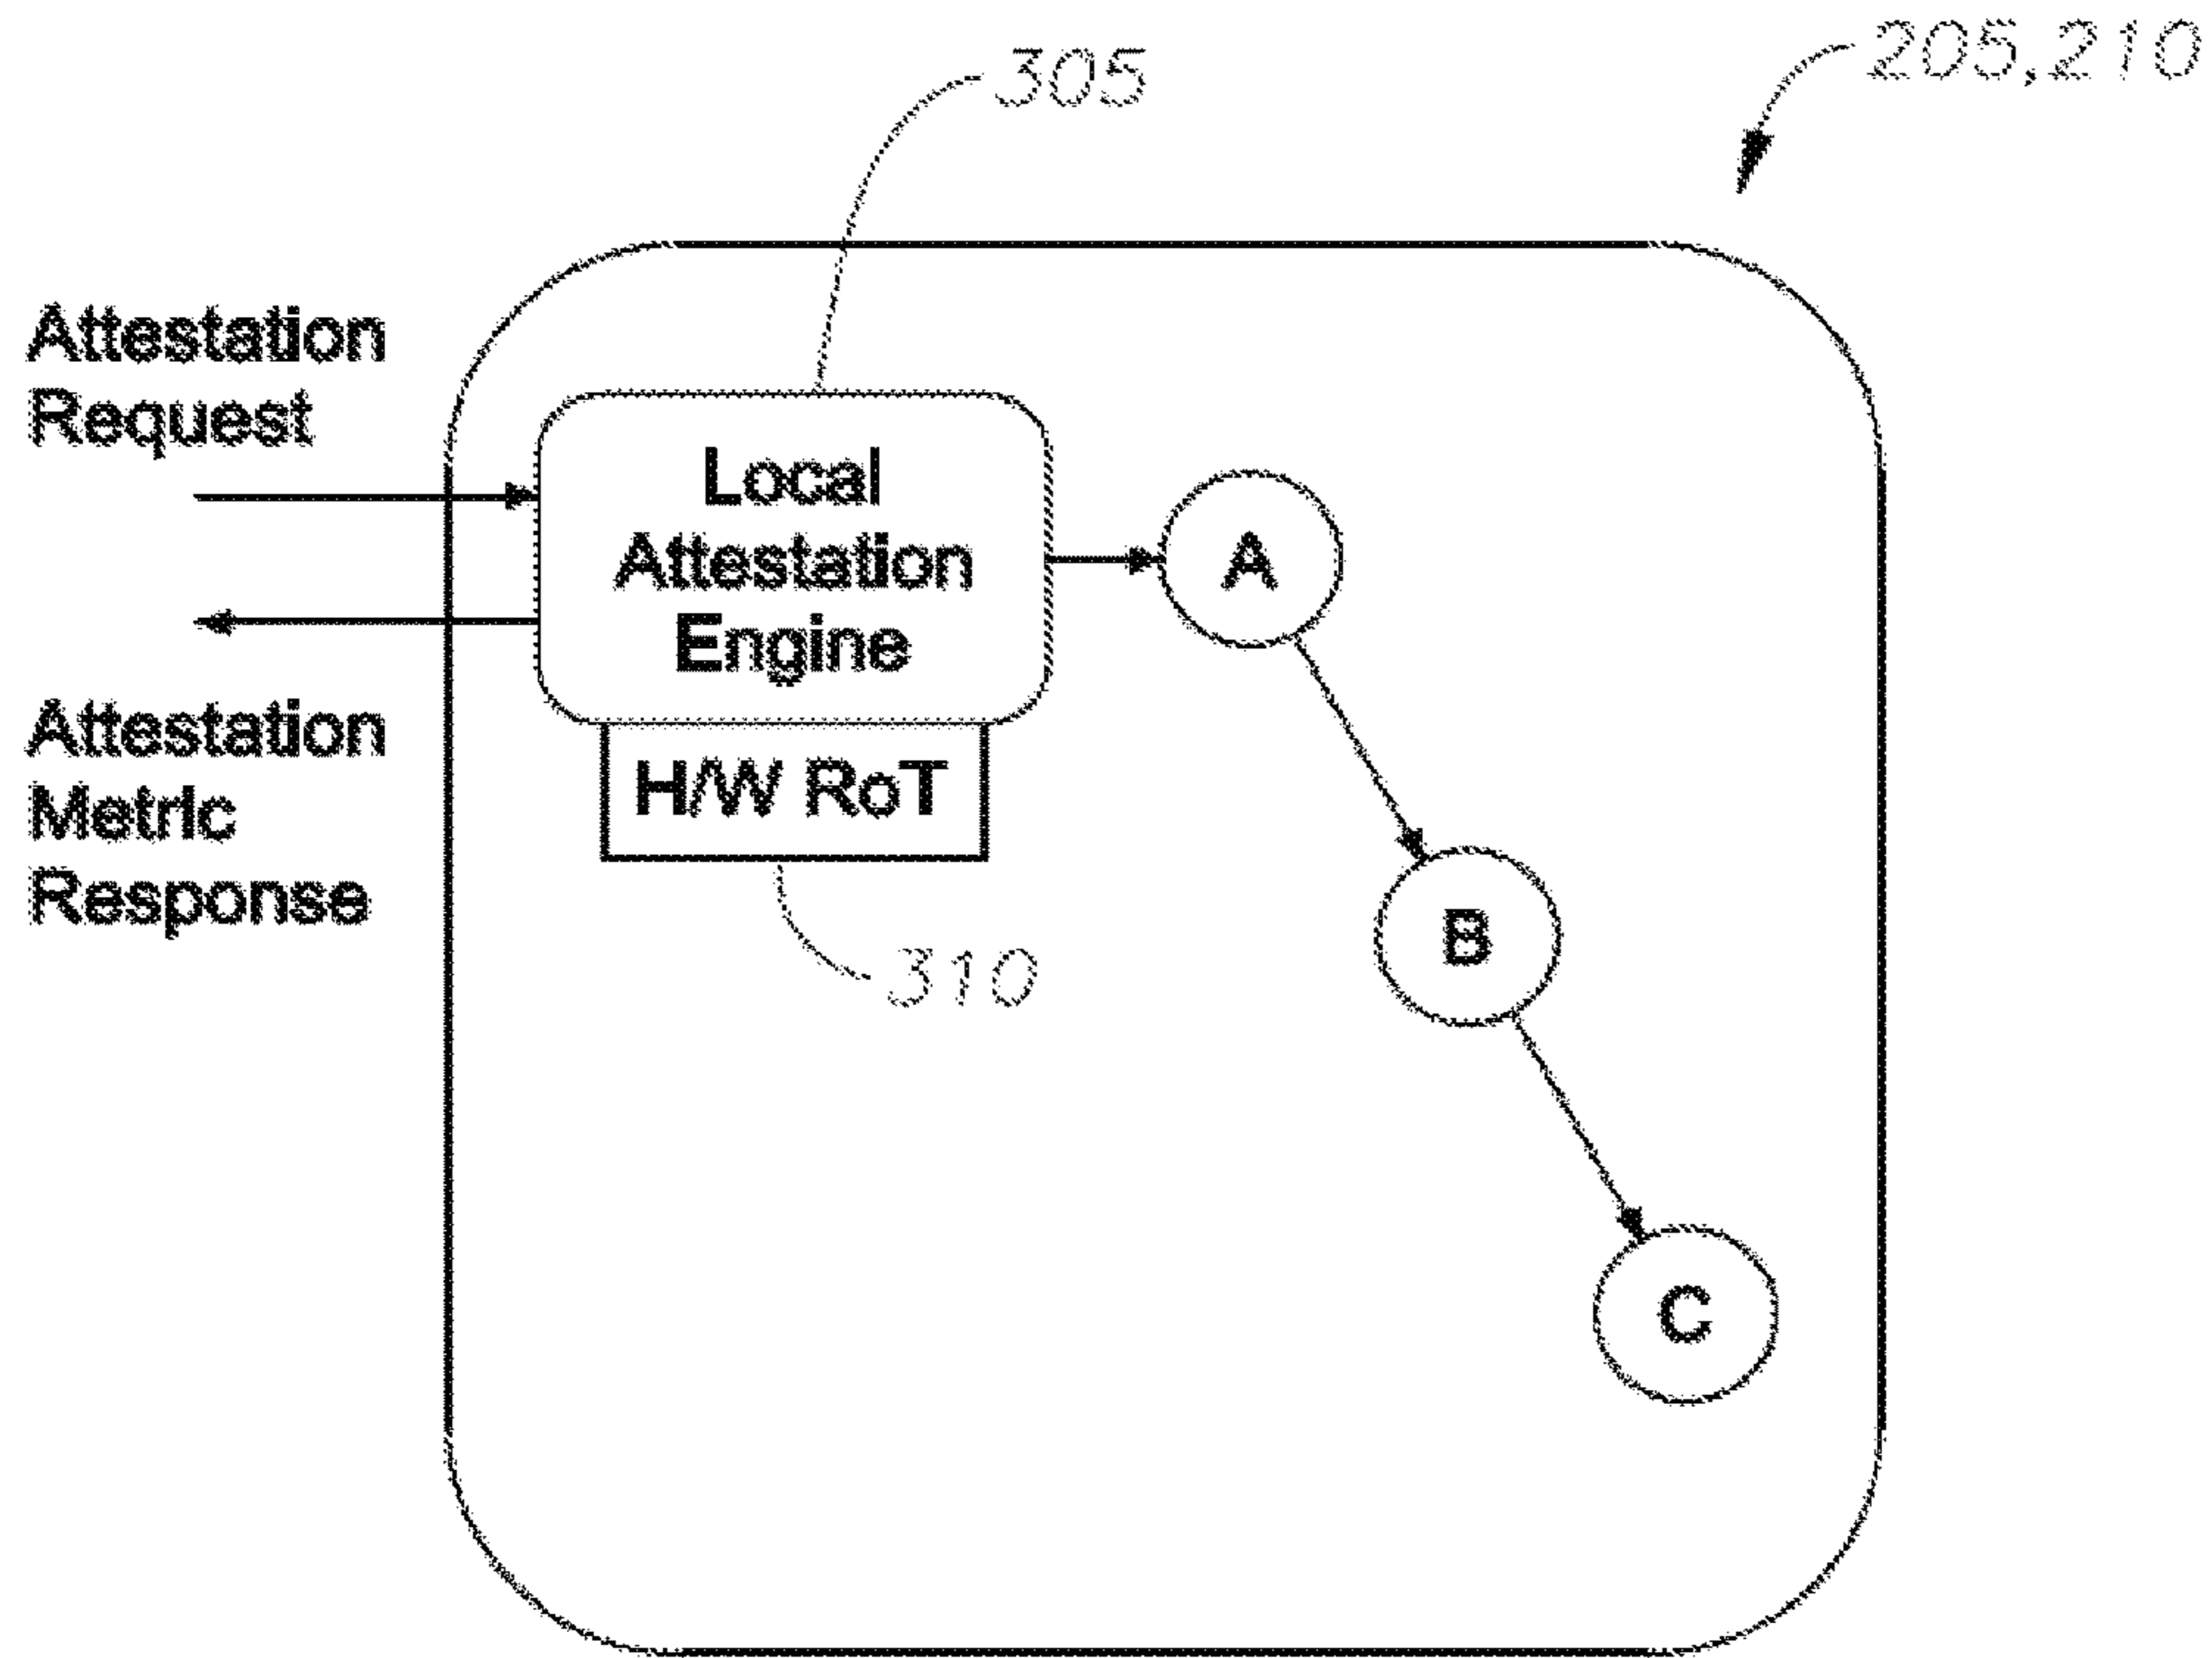 205,210
305
Attestation
Request
Local
Attestation
Engine
A
Attestation
Metric
Response
H/W RoT
B
310
C